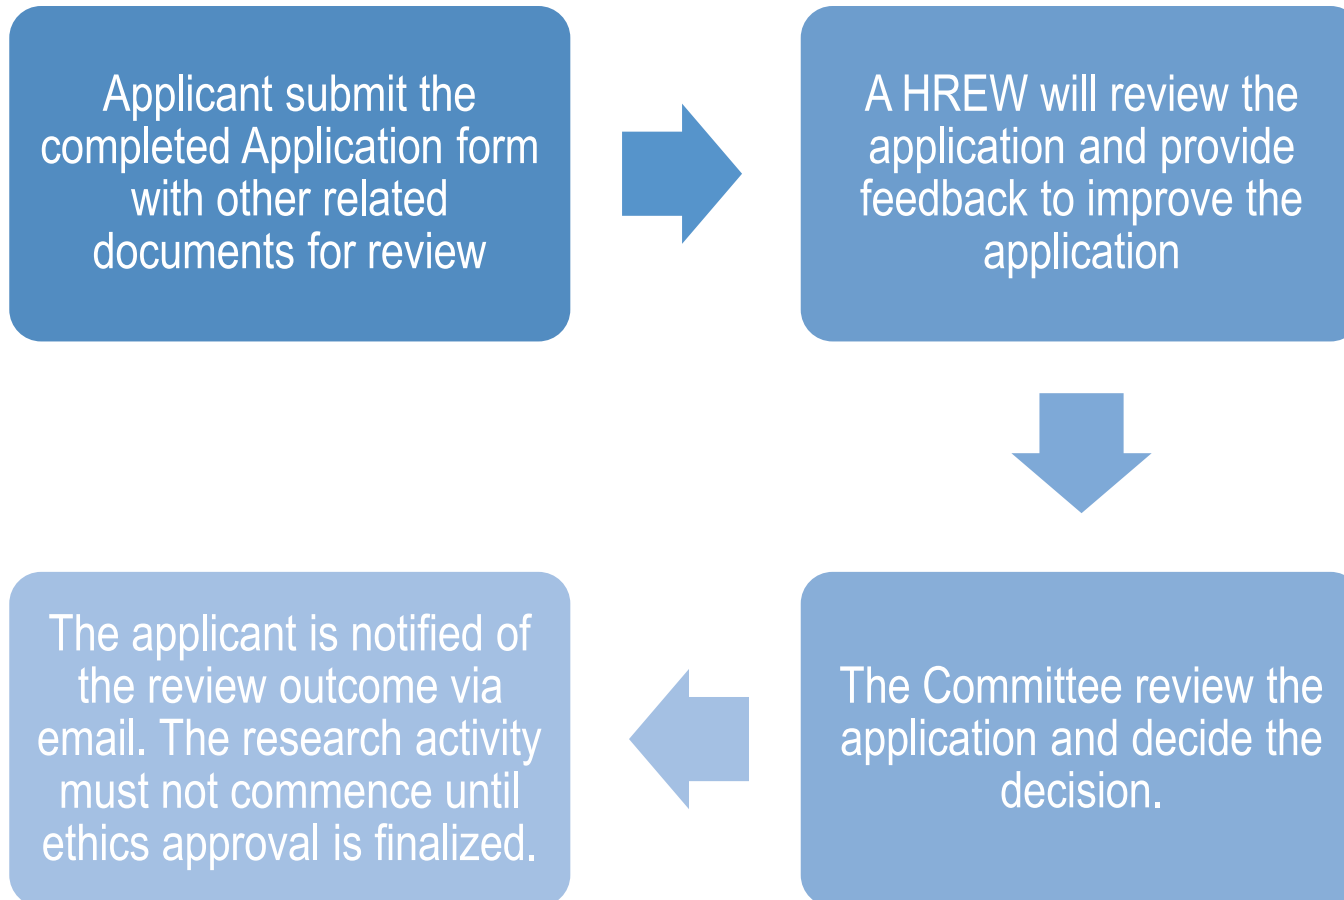 Applicant submit the
completed Application form
with other related
documents for review
A HREW will review the
application and provide
feedback to improve the
application
The Committee review the
application and decide the
decision.
The applicant is notified of
the review outcome via
email. The research activity
must not commence until
ethics approval is finalized.